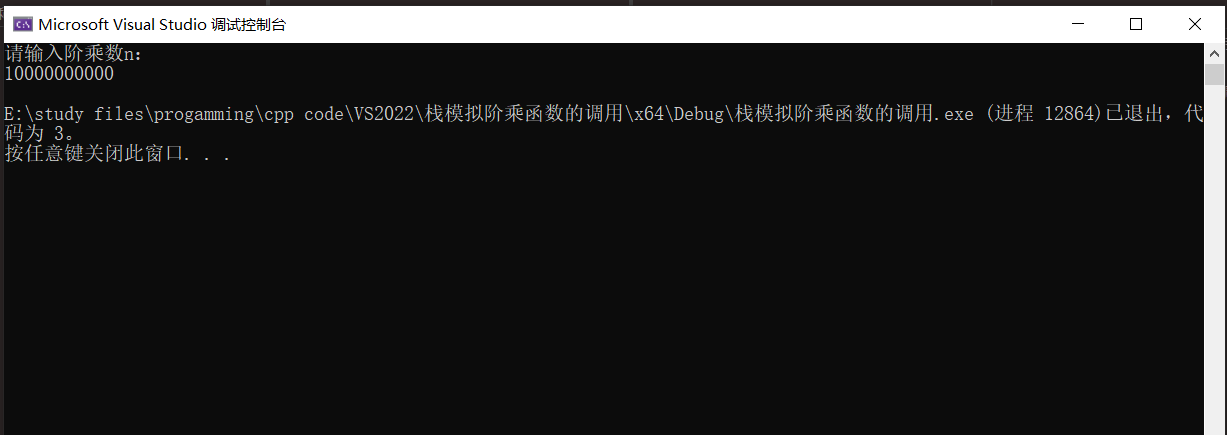 Microsoft Visual Studio 调试控制台
请输入阶乘数n:
10000000000
E:\study files\progamming\cpp code\VS2022\栈模拟阶乘函数的调用\x64\Debug\栈模拟阶乘函数的调用.exe (进程 12864)已退出，代
码为 3。
按任意键关闭此窗口. . .